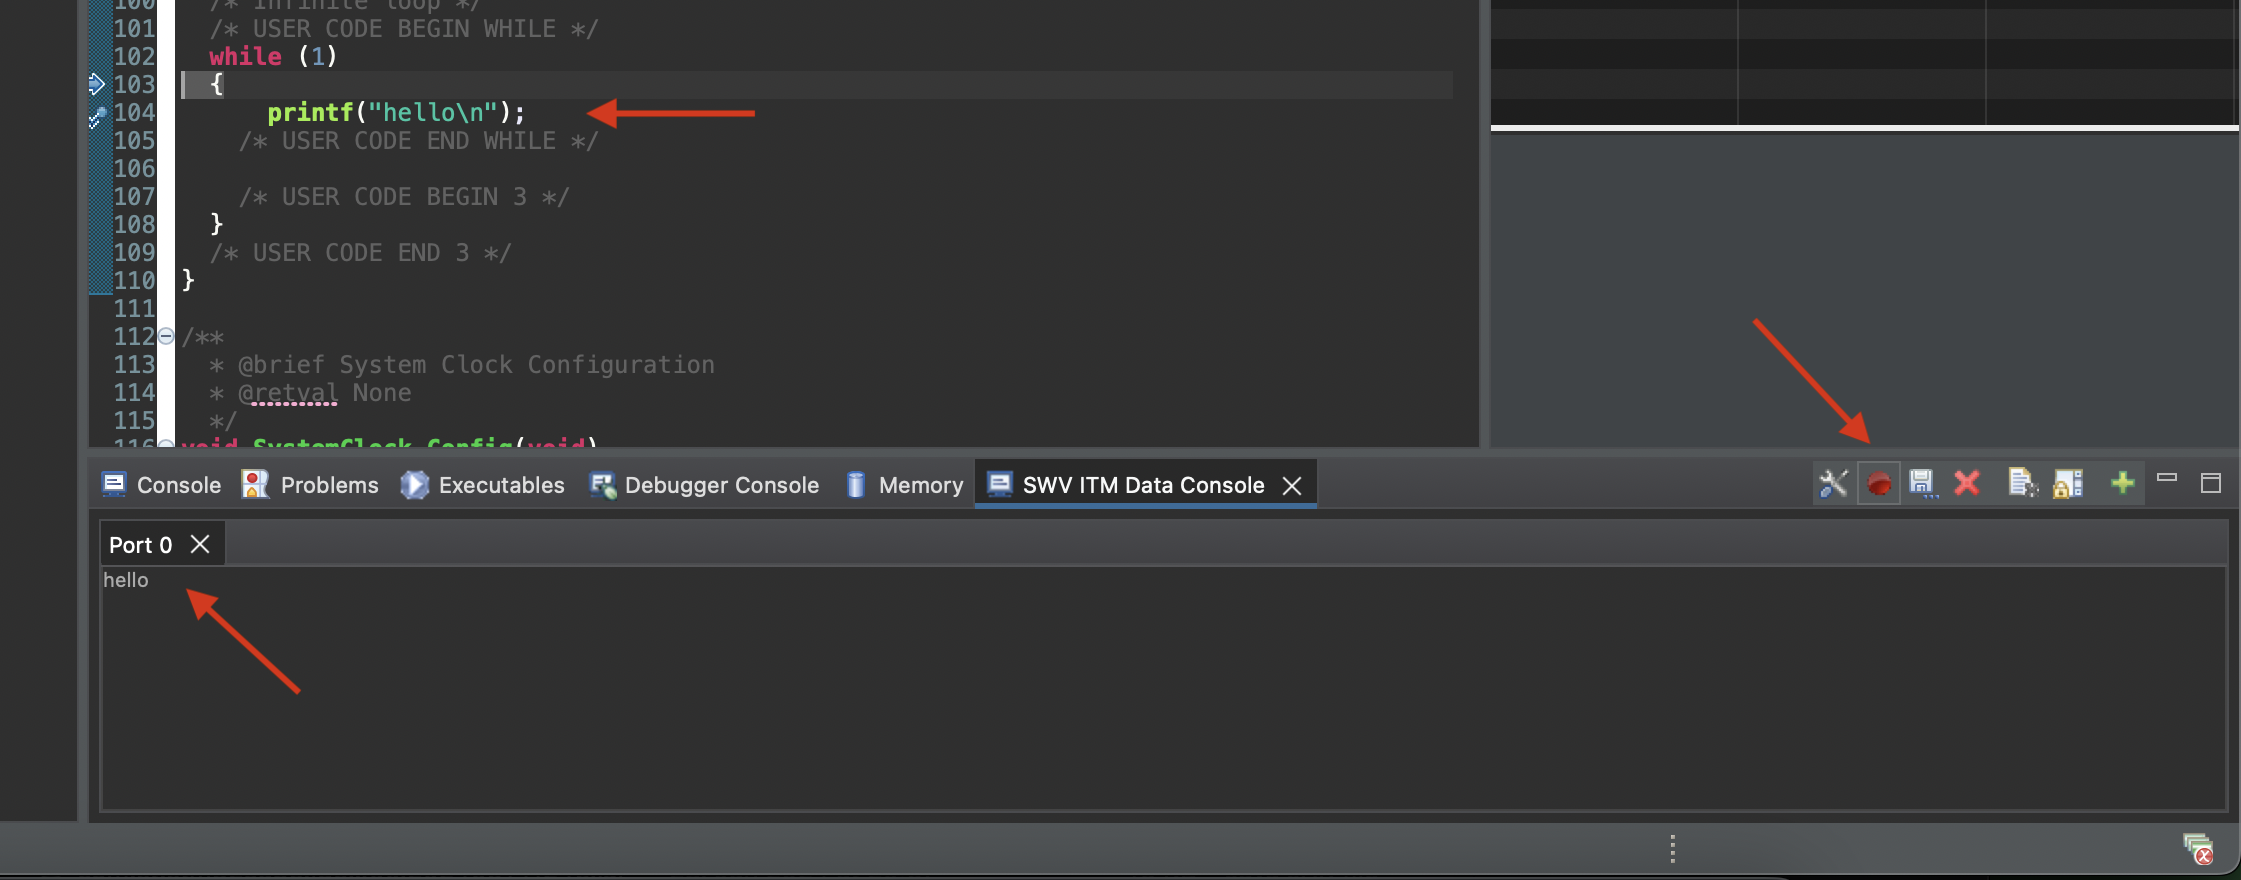 100 /* Infinite loop */
101 /* USER CODE BEGIN WHILE */
102 while (1)
103 {
104 printf("hello\n");
105 /* USER CODE END WHILE */
106
107 /* USER CODE BEGIN 3 */
108 }
109 /* USER CODE END 3 */
110 }
111
112 /**
113 * @brief System Clock Configuration
114 * @retval None
115 */
116 void SystemClock_Config(void)
Console Problems Executables Debugger Console Memory SWV ITM Data Console
Port 0
hello